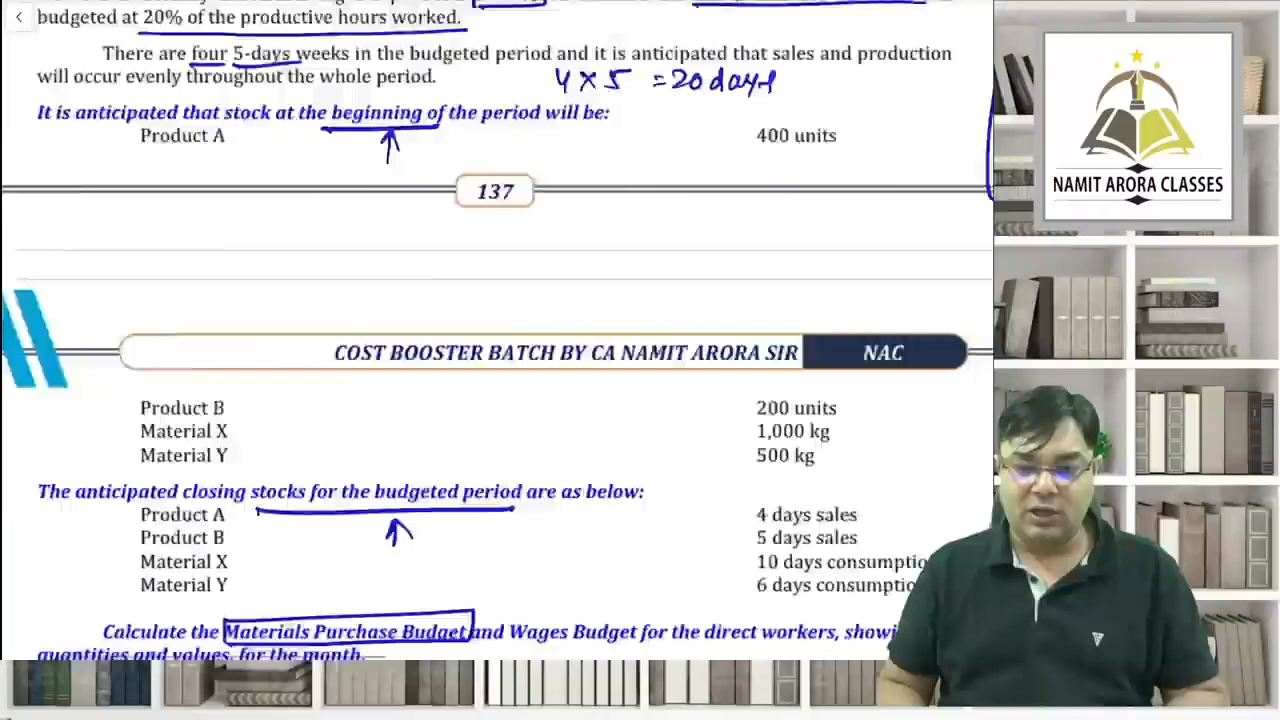 budgeted at 20% of the productive hours worked.
There are four 5-days weeks in the budgeted period and it is anticipated that sales and production
will occur evenly throughout the whole period.
4 × 5 = 20 days
It is anticipated that stock at the beginning of the period will be:
Product A 400 units
137
NAMIT ARORA CLASSES
COST BOOSTER BATCH BY CA NAMIT ARORA SIR NAC
Product B 200 units
Material X 1,000 kg
Material Y 500 kg
The anticipated closing stocks for the budgeted period are as below:
Product A 4 days sales
Product B 5 days sales
Material X 10 days consumptio
Material Y 6 days consumptio
Calculate the Materials Purchase Budget and Wages Budget for the direct workers, showi
quantities and values, for the month.